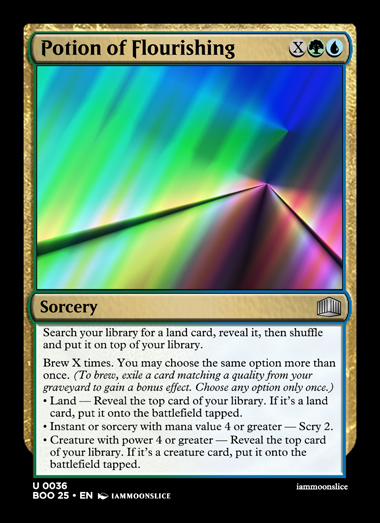 Potion of Flourishing X
Sorcery
Search your library for a land card, reveal it, then shuffle
and put it on top of your library.
Brew X times. You may choose the same option more than
once. (To brew, exile a card matching a quality from your
graveyard to gain a bonus effect. Choose any option only once.)
• Land — Reveal the top card of your library. If it's a land
card, put it onto the battlefield tapped.
• Instant or sorcery with mana value 4 or greater — Scry 2.
• Creature with power 4 or greater — Reveal the top card
of your library. If it's a creature card, put it onto the
battlefield tapped.
U 0036
BOO 25 • EN IAMMOONSLICE
iammoonslice